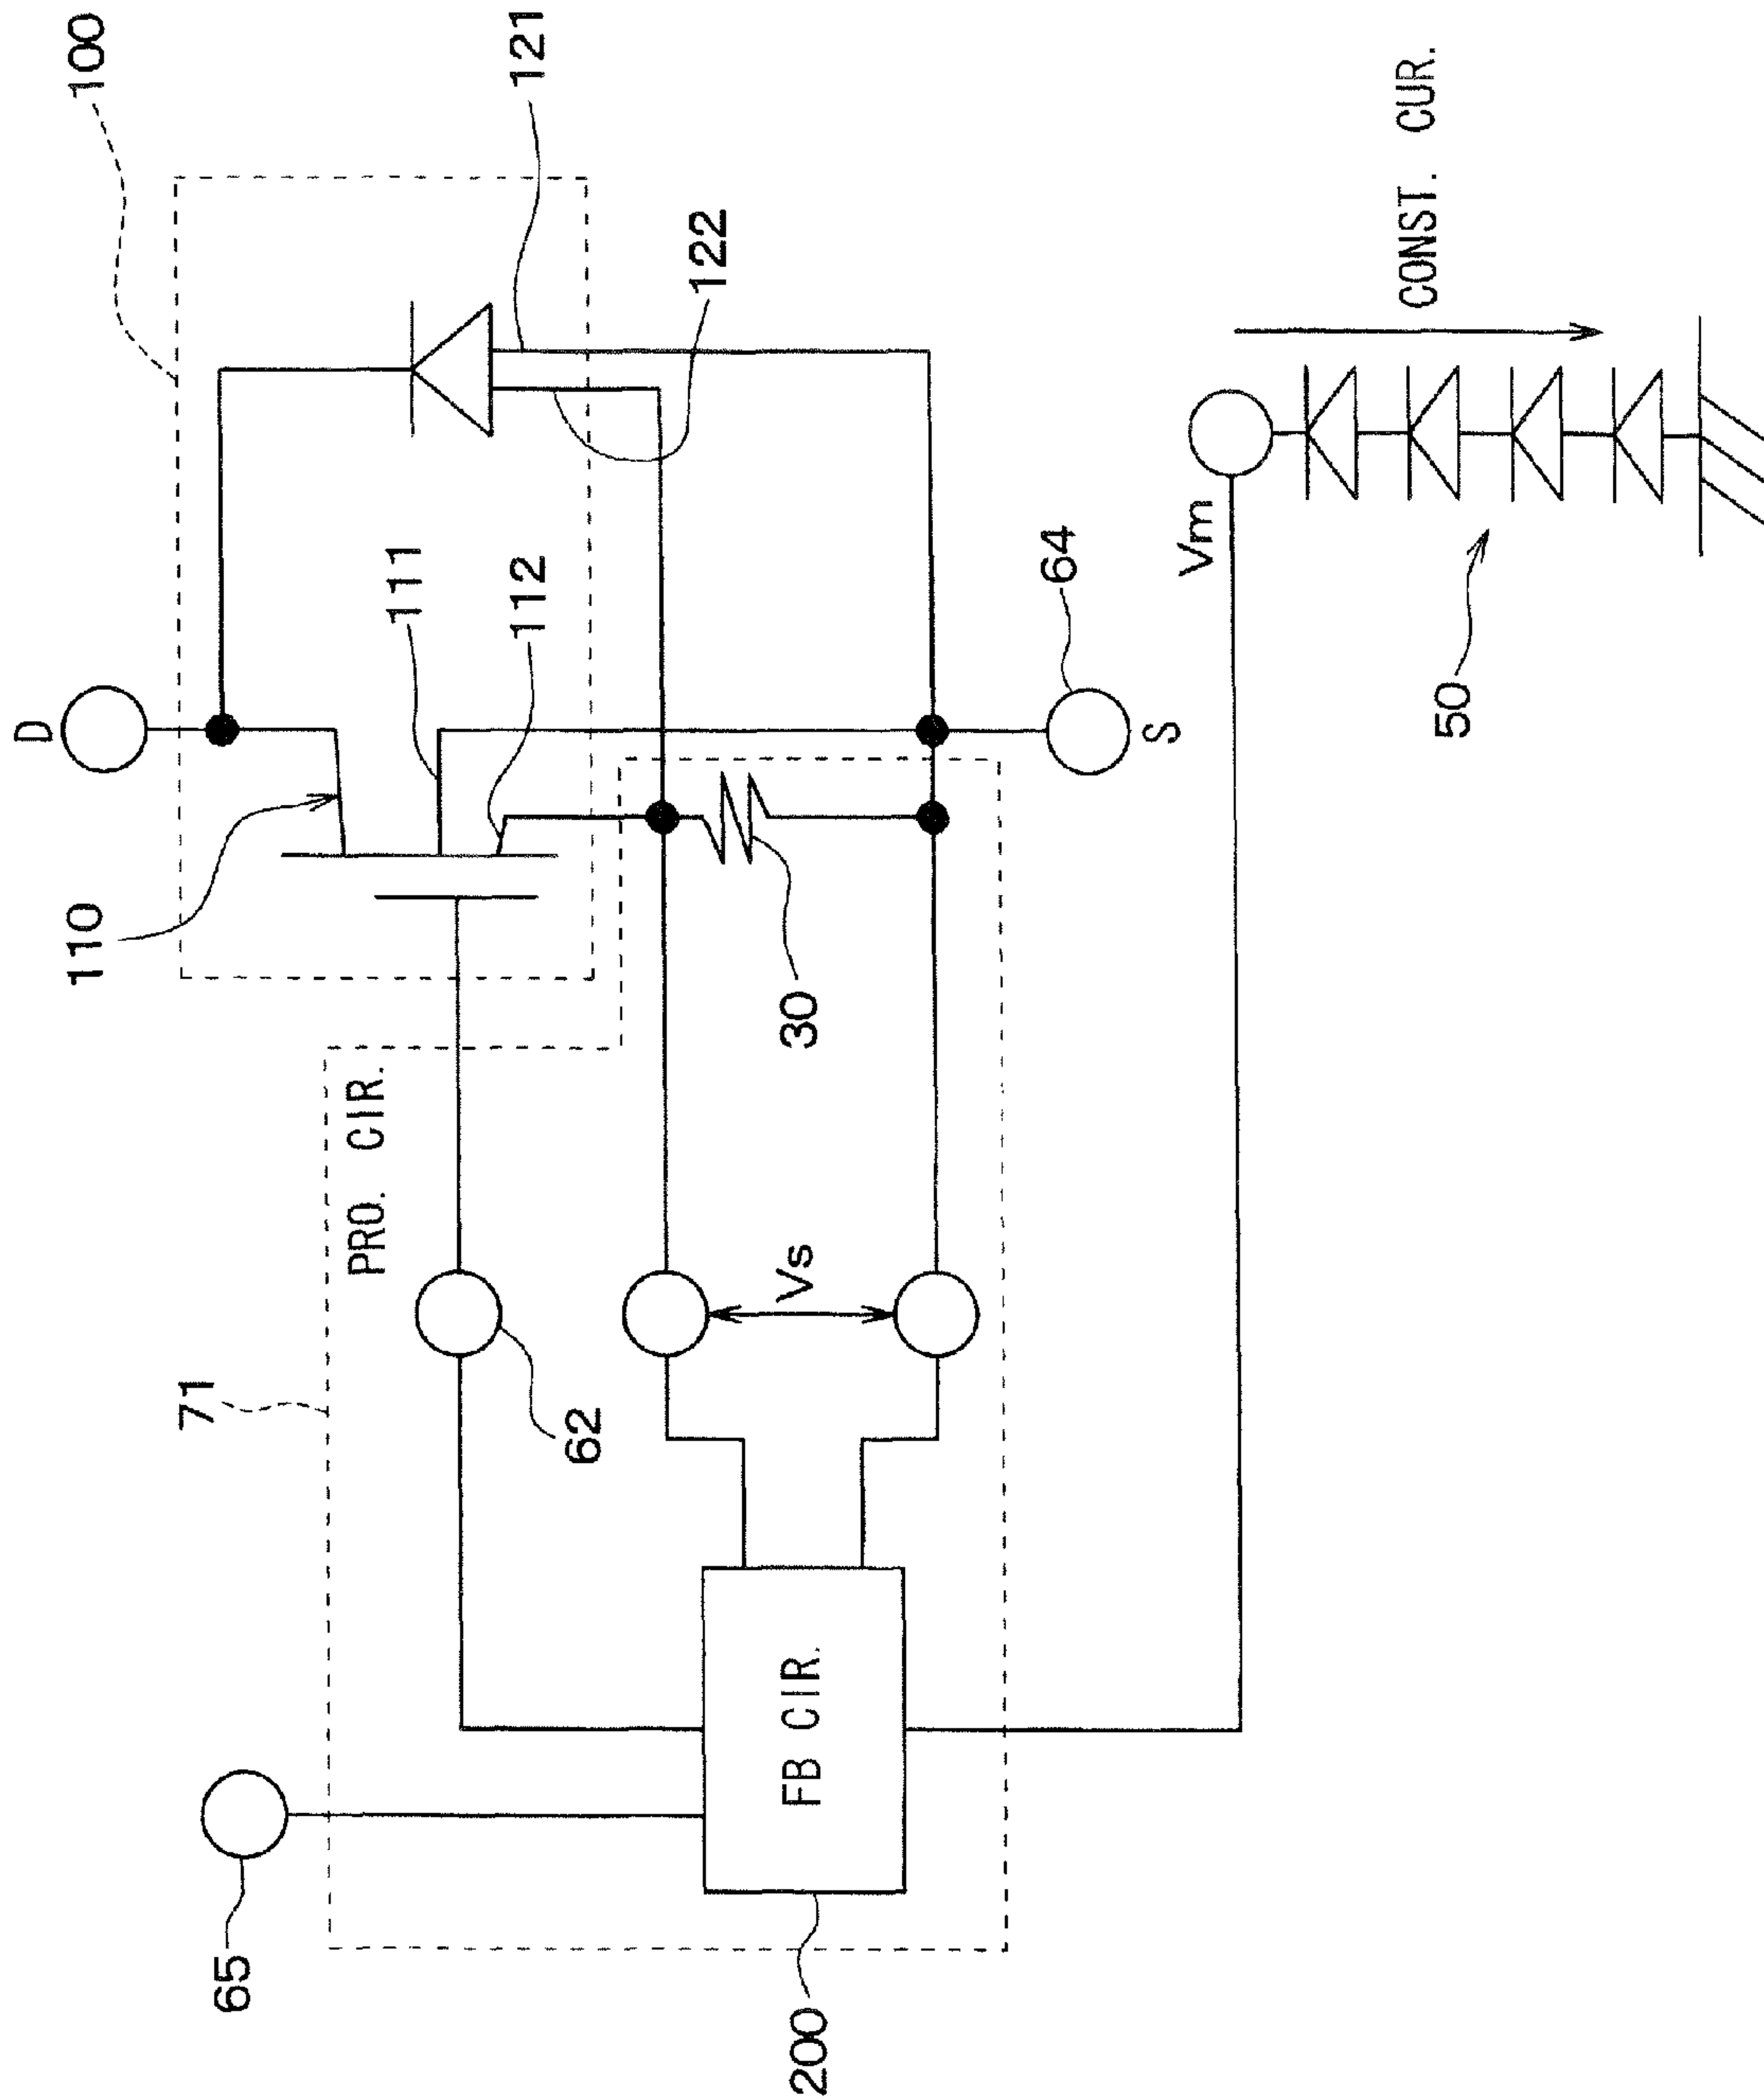 100
D
110
111
112
121
122
71
PRO. CIR.
65
62
Vs
30
64
S
FB CIR.
200
Vm
50
CONST. CUR.